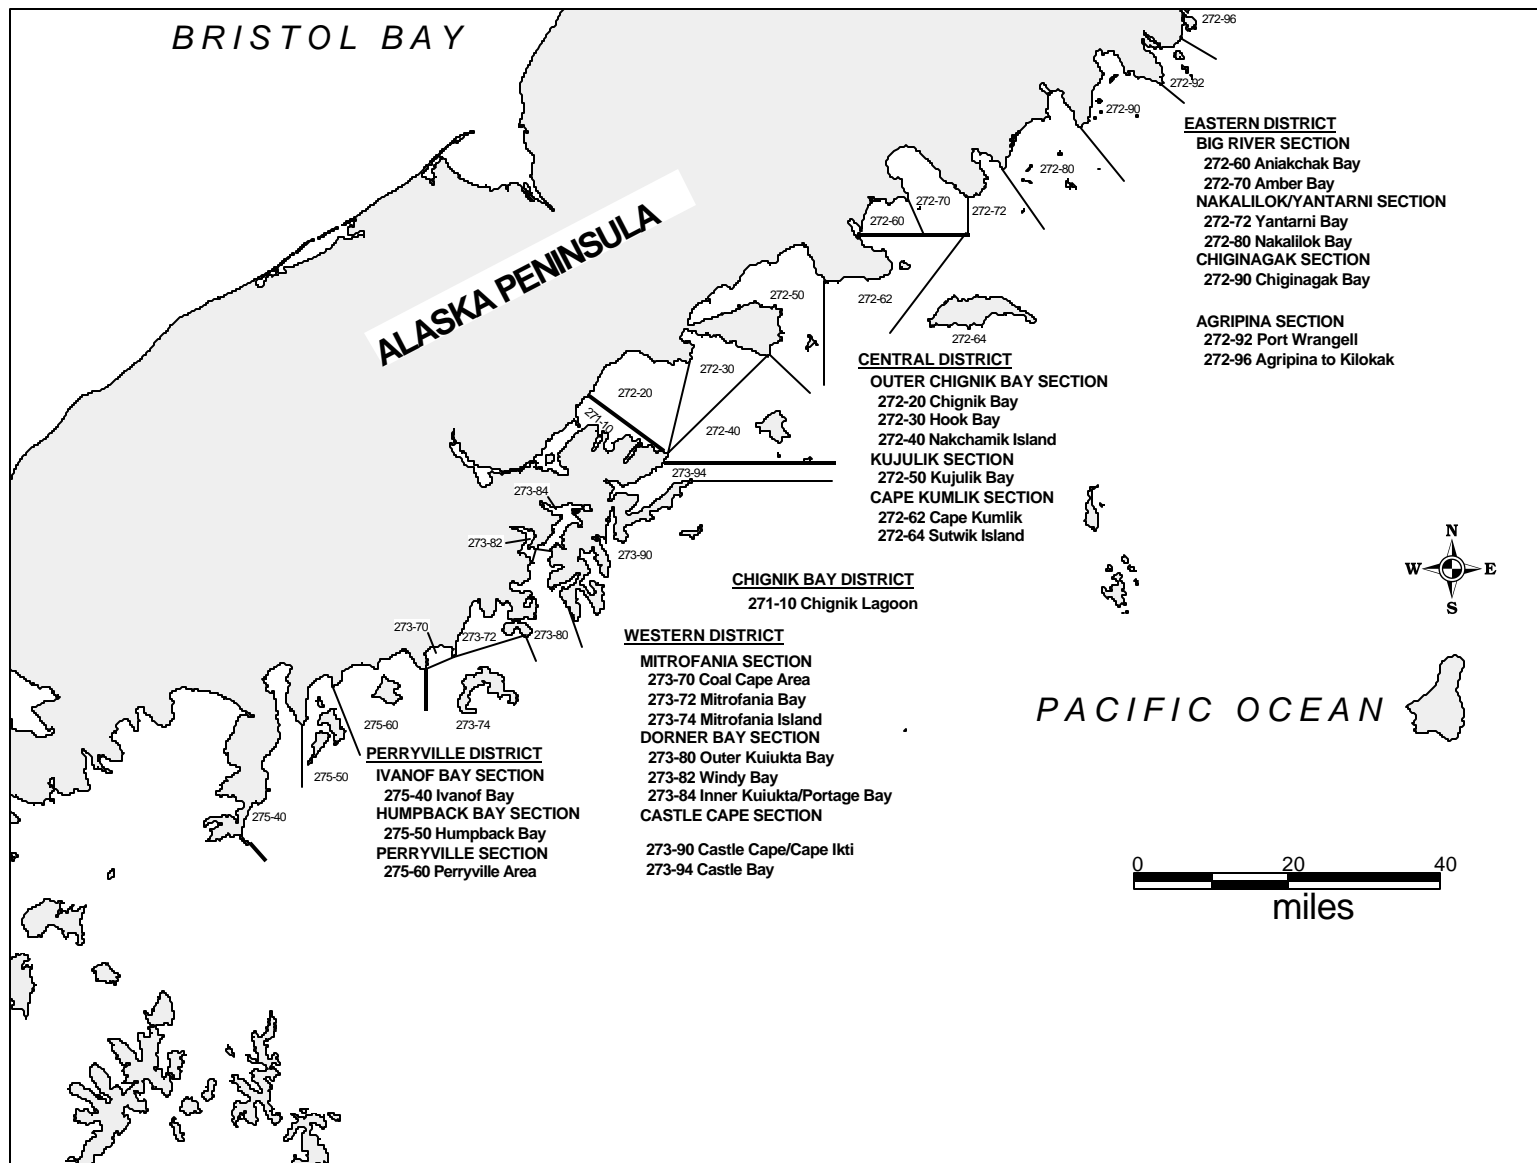 BRISTOL BAY
272-96
272-92
272-90
EASTERN DISTRICT
BIG RIVER SECTION
272-60 Aniakchak Bay
272-70 Amber Bay
NAKALILOK/YANTARNI SECTION
272-72 Yantarni Bay
272-80 Nakalilok Bay
CHIGINAGAK SECTION
272-90 Chiginagak Bay
AGRIPINA SECTION
272-92 Port Wrangell
272-96 Agripina to Kilokak
272-80
272-70
272-72
272-60
ALASKA PENINSULA
272-50
272-62
272-64
272-30
272-20
271-10
272-40
CENTRAL DISTRICT
OUTER CHIGNIK BAY SECTION
272-20 Chignik Bay
272-30 Hook Bay
272-40 Nakchamik Island
KUJULIK SECTION
272-50 Kujulik Bay
CAPE KUMLIK SECTION
272-62 Cape Kumlik
272-64 Sutwik Island
273-94
273-84
273-82
273-90
N
W E
S
CHIGNIK BAY DISTRICT
271-10 Chignik Lagoon
273-70
273-72
273-80
WESTERN DISTRICT
MITROFANIA SECTION
273-70 Coal Cape Area
273-72 Mitrofania Bay
273-74 Mitrofania Island
DORNER BAY SECTION
273-80 Outer Kuiukta Bay
273-82 Windy Bay
273-84 Inner Kuiukta/Portage Bay
CASTLE CAPE SECTION
273-90 Castle Cape/Cape Ikti
273-94 Castle Bay
PACIFIC OCEAN
275-60
273-74
275-50
275-40
PERRYVILLE DISTRICT
IVANOF BAY SECTION
275-40 Ivanof Bay
HUMPBACK BAY SECTION
275-50 Humpback Bay
PERRYVILLE SECTION
275-60 Perryville Area
0 20 40
miles